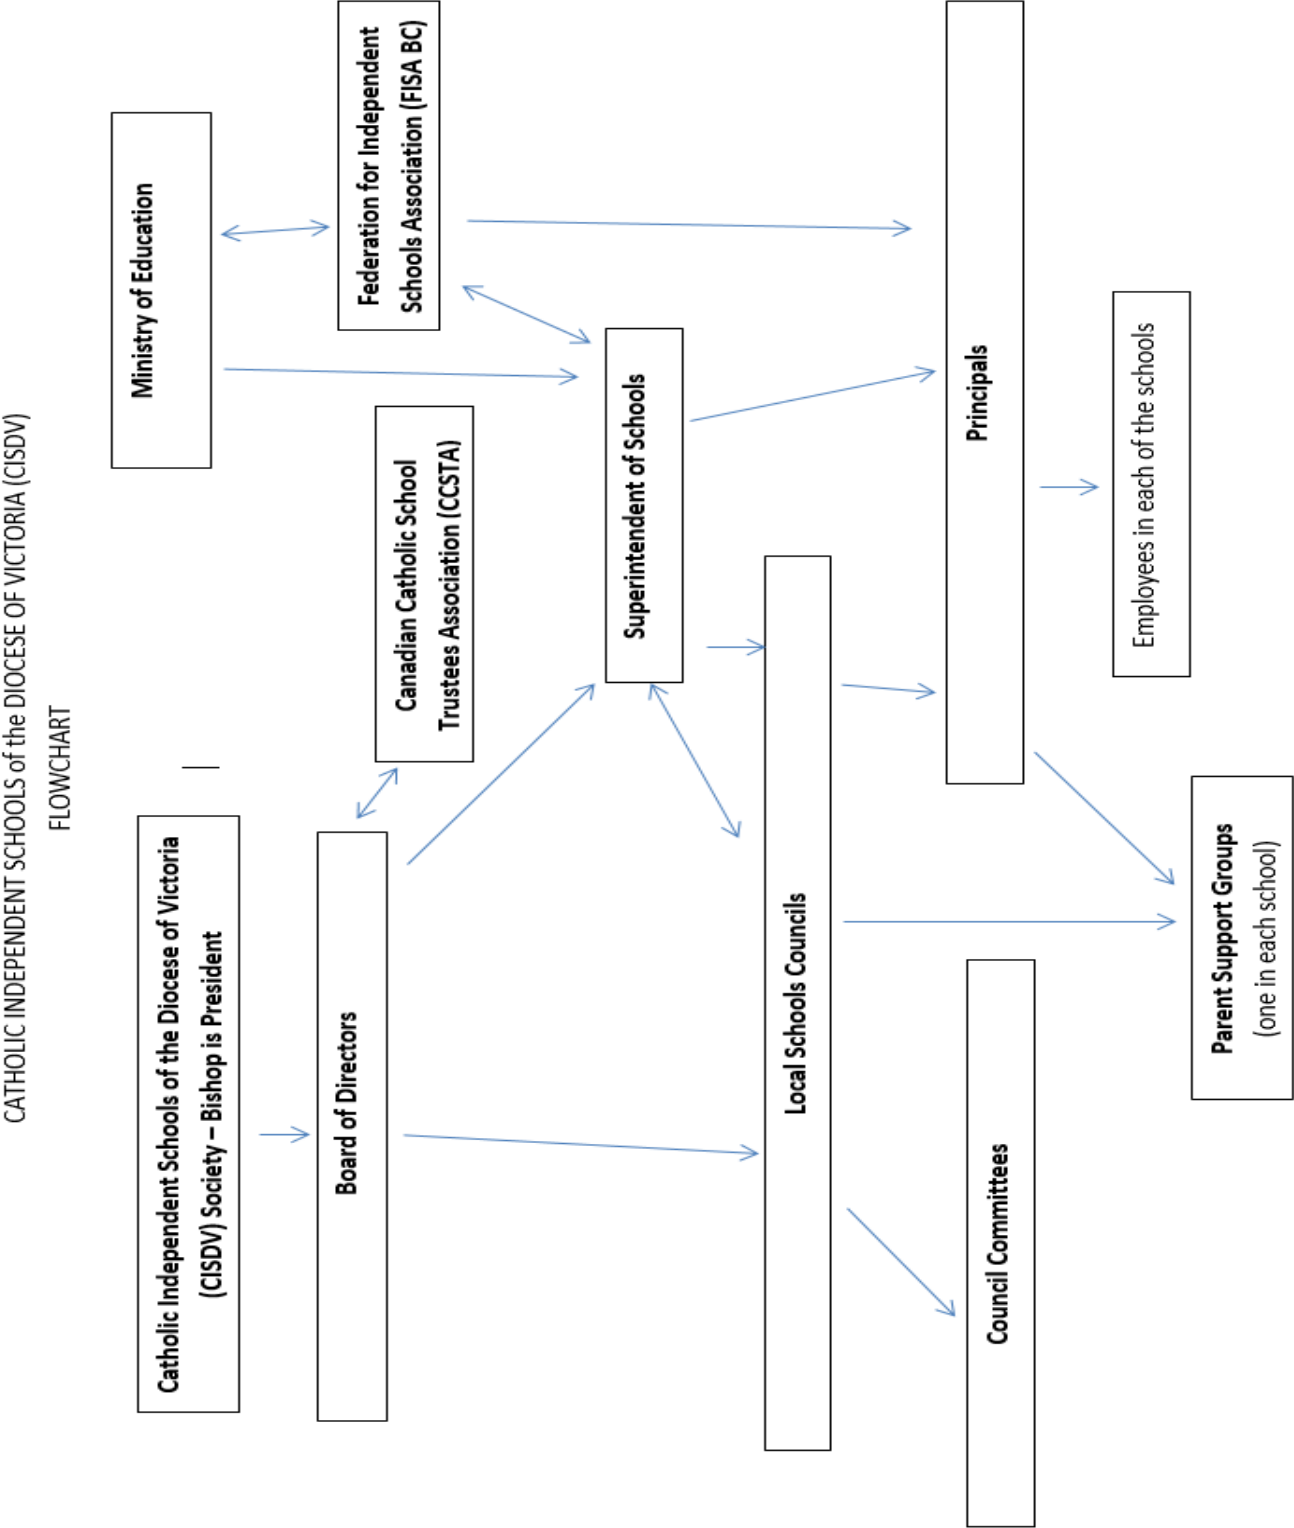 CATHOLIC INDEPENDENT SCHOOLS of the DIOCESE OF VICTORIA (CISDV)
FLOWCHART
Catholic Independent Schools of the Diocese of Victoria
(CISDV) Society – Bishop is President
Ministry of Education
Board of Directors
Canadian Catholic School
Trustees Association (CCSTA)
Federation for Independent
Schools Association (FISA BC)
Superintendent of Schools
Local Schools Councils
Council Committees
Principals
Employees in each of the schools
Parent Support Groups
(one in each school)